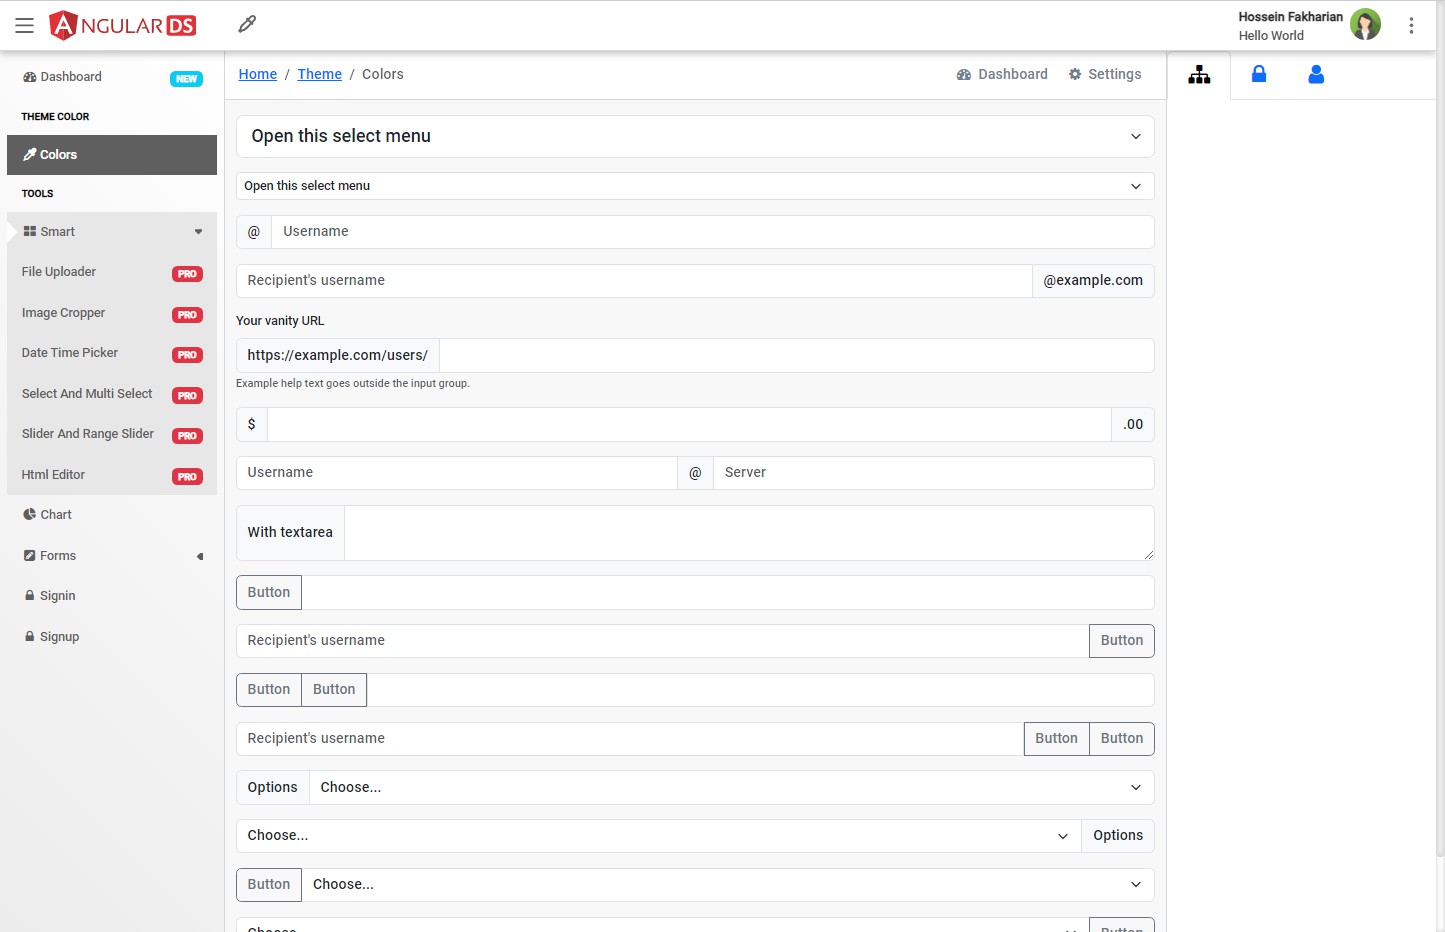 NGULAR DS
Hossein Fakharian
Hello World
Dashboard NEW
THEME COLOR
Colors
TOOLS
Smart
File Uploader PRO
Image Cropper PRO
Date Time Picker PRO
Select And Multi Select PRO
Slider And Range Slider PRO
Html Editor PRO
Chart
Forms
Signin
Signup
Home / Theme / Colors
Dashboard Settings
Open this select menu
Open this select menu
@ Username
Recipient's username @example.com
Your vanity URL
https://example.com/users/
Example help text goes outside the input group.
$ .00
Username @ Server
With textarea
Button
Recipient's username Button
Button Button
Recipient's username Button Button
Options Choose...
Choose... Options
Button Choose...
Choose... Button